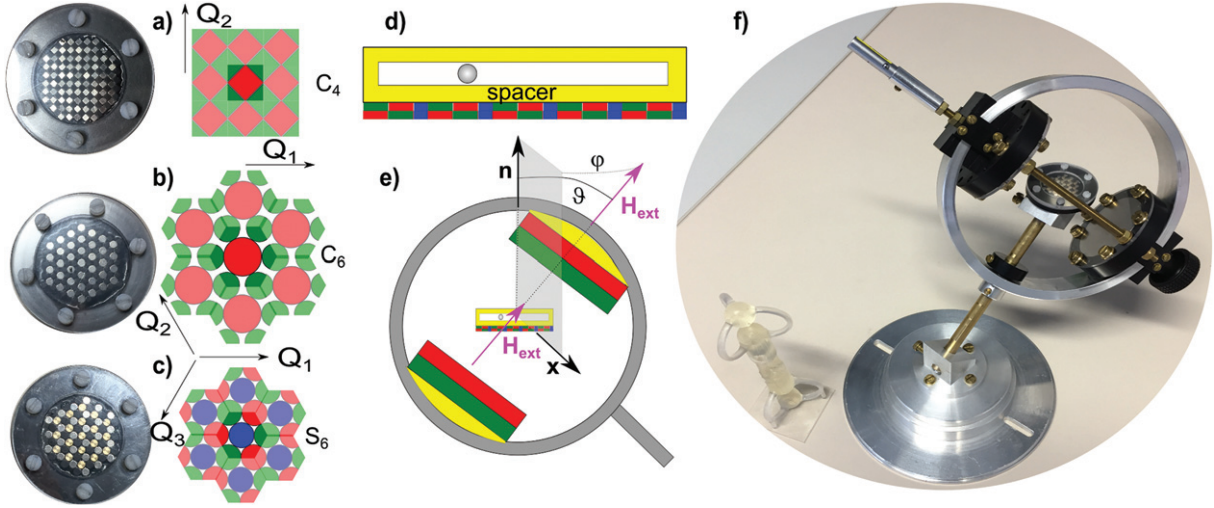 a)
Q2
C4
Q1
b)
C6
Q2
Q1
c)
Q3
S6
d)
spacer
e)
n
φ
ϑ
Hext
Hext
x
f)